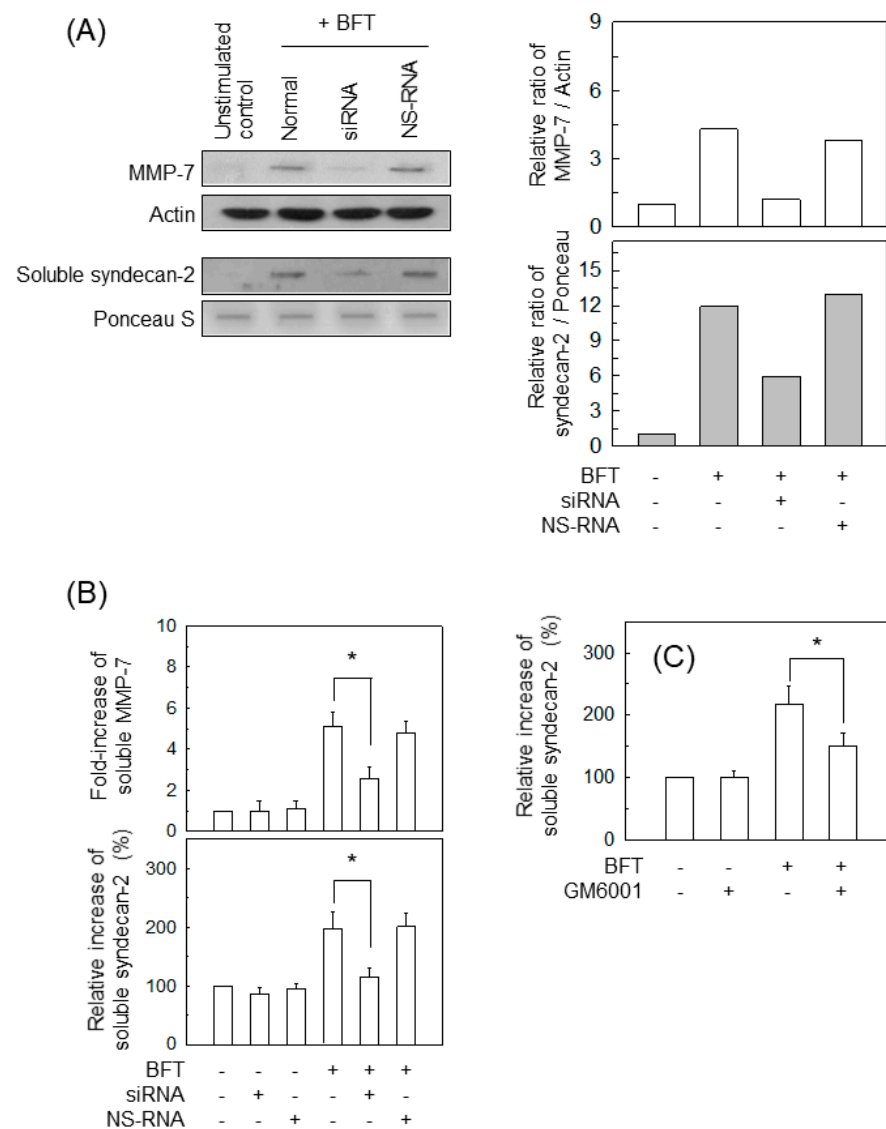 (A)
+ BFT
Unstimulated
control
Normal
siRNA
NS-RNA
MMP-7
Actin
Soluble syndecan-2
Ponceau S
Relative ratio of
MMP-7 / Actin
9
6
3
0
Relative ratio of
syndecan-2 / Ponceau
15
12
9
6
3
0
BFT - + + +
siRNA - - + -
NS-RNA - - - +
(B)
Fold-increase of
soluble MMP-7
10
8
6
4
2
0
*
Relative increase of
soluble syndecan-2 (%)
300
200
100
0
*
BFT - - - + + +
siRNA - + - - + -
NS-RNA - - + - - +
(C)
Relative increase of
soluble syndecan-2 (%)
300
200
100
0
*
BFT - - + +
GM6001 - + - +